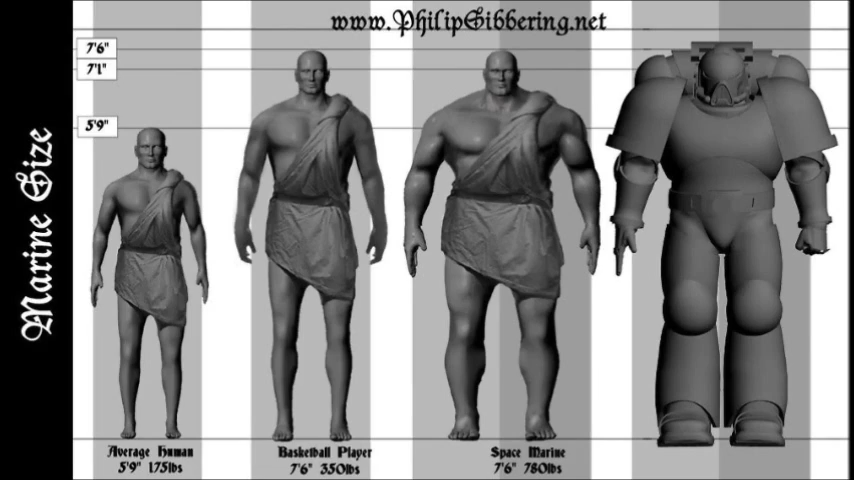 www.PhilipSibbering.net
7'6"
7'1"
5'9"
Marine Size
Average Human
5'9" 175lbs
Basketball Player
7'6" 350lbs
Space Marine
7'6" 780lbs